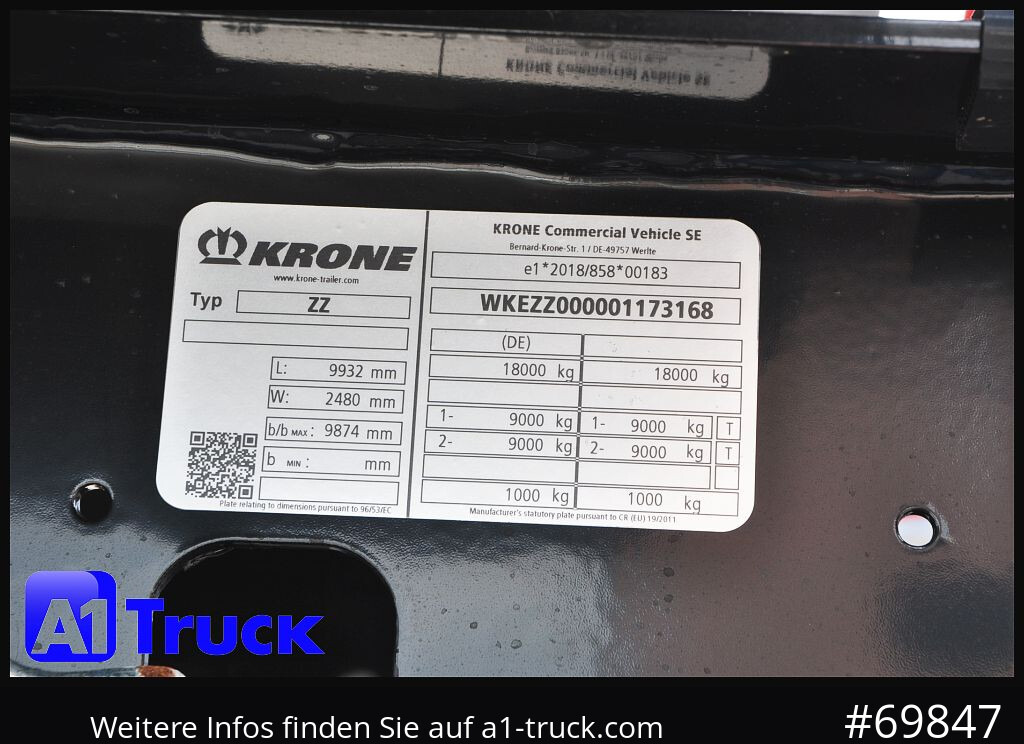 KRONE Commercial Vehicle SE
KRONE
www.krone-trailer.com
Typ ZZ
L: 9932 mm
W: 2480 mm
b/b MAX: 9874 mm
b MIN: mm
Plate relating to dimensions pursuant to 96/53/EC
KRONE Commercial Vehicle SE
Bernard-Krone-Str. 1 / DE-49757 Werlte
e1*2018/858*00183
WKEZZ000001173168
(DE)
18000 kg 18000 kg
1- 9000 kg 1- 9000 kg T
2- 9000 kg 2- 9000 kg T
1000 kg 1000 kg
Manufacturer's statutory plate pursuant to CR (EU) 19/2011
A1 Truck
Weitere Infos finden Sie auf a1-truck.com
#69847